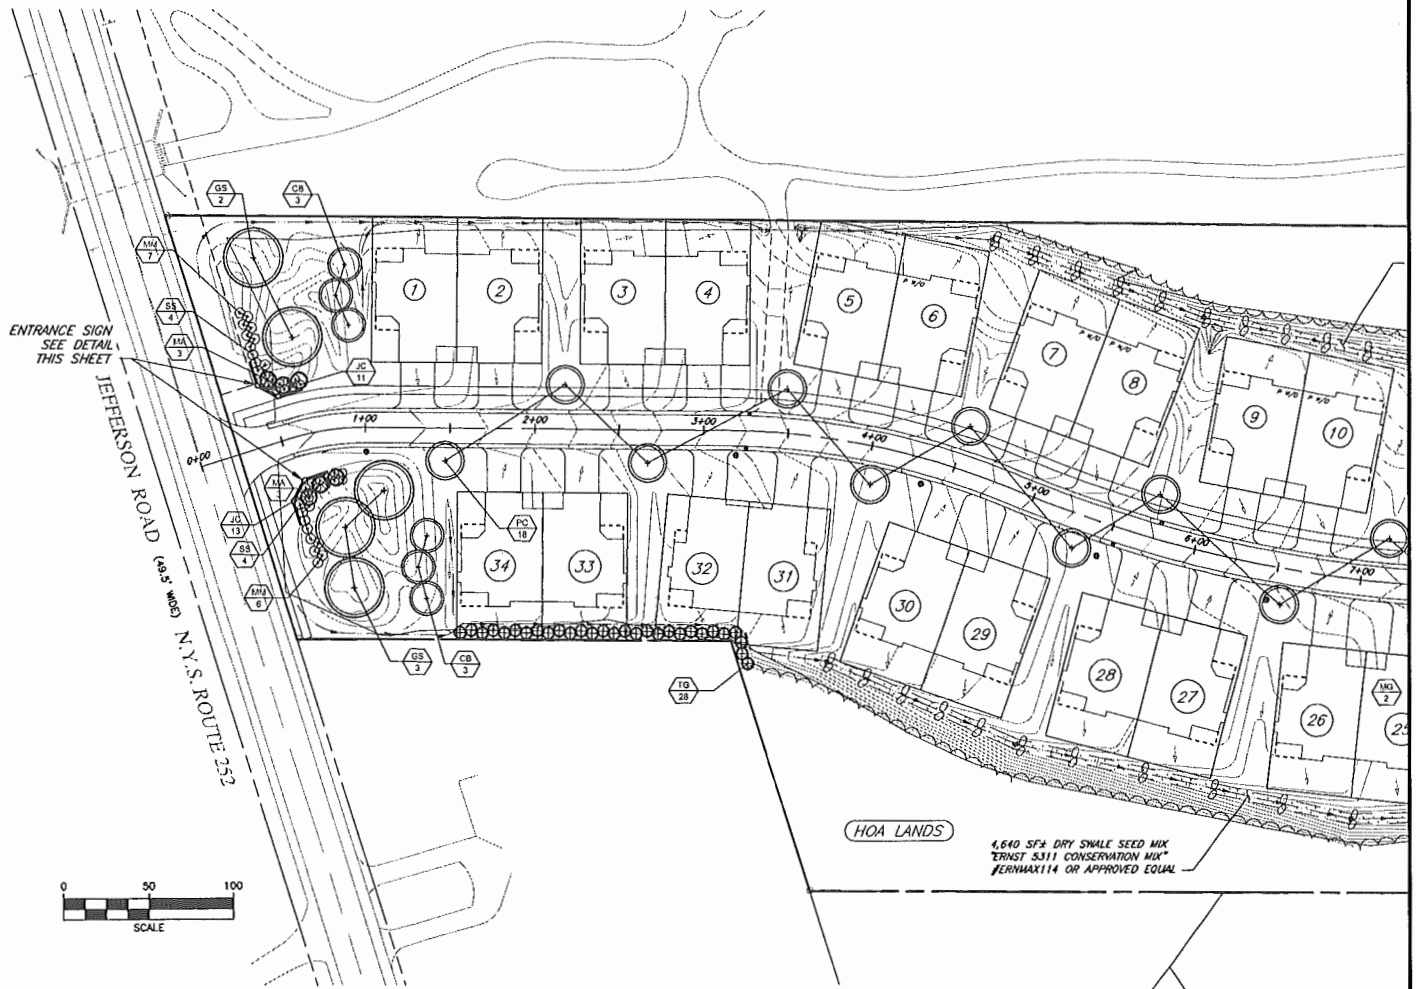 GS
2
CB
3
MM
7
SS
4
MA
3
ENTRANCE SIGN
SEE DETAIL
THIS SHEET
JC
11
1
2
3
4
5
6
P W/O
7
8
P W/O
P W/O
9
10
P W/O
P W/O
0+00
1+00
2+00
3+00
4+00
5+00
6+00
7+00
JEFFERSON ROAD (49.5' WIDE) N.Y.S. ROUTE 252
MA
JC
13
SS
4
MM
6
PC
18
GS
3
CB
3
TG
28
34
33
32
31
30
29
28
27
26
25
MG
2
HOA LANDS
4,640 SF± DRY SWALE SEED MIX
"ERNST 5311 CONSERVATION MIX"
#ERNMAX114 OR APPROVED EQUAL
0
50
100
SCALE